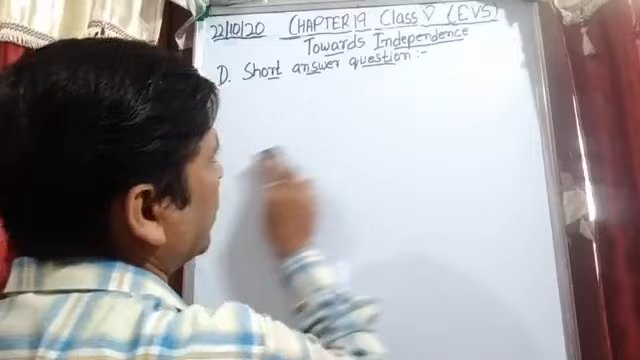 22/10/20 CHAPTER 19 Class V (EVS)
Towards Independence
D. Short answer question :-